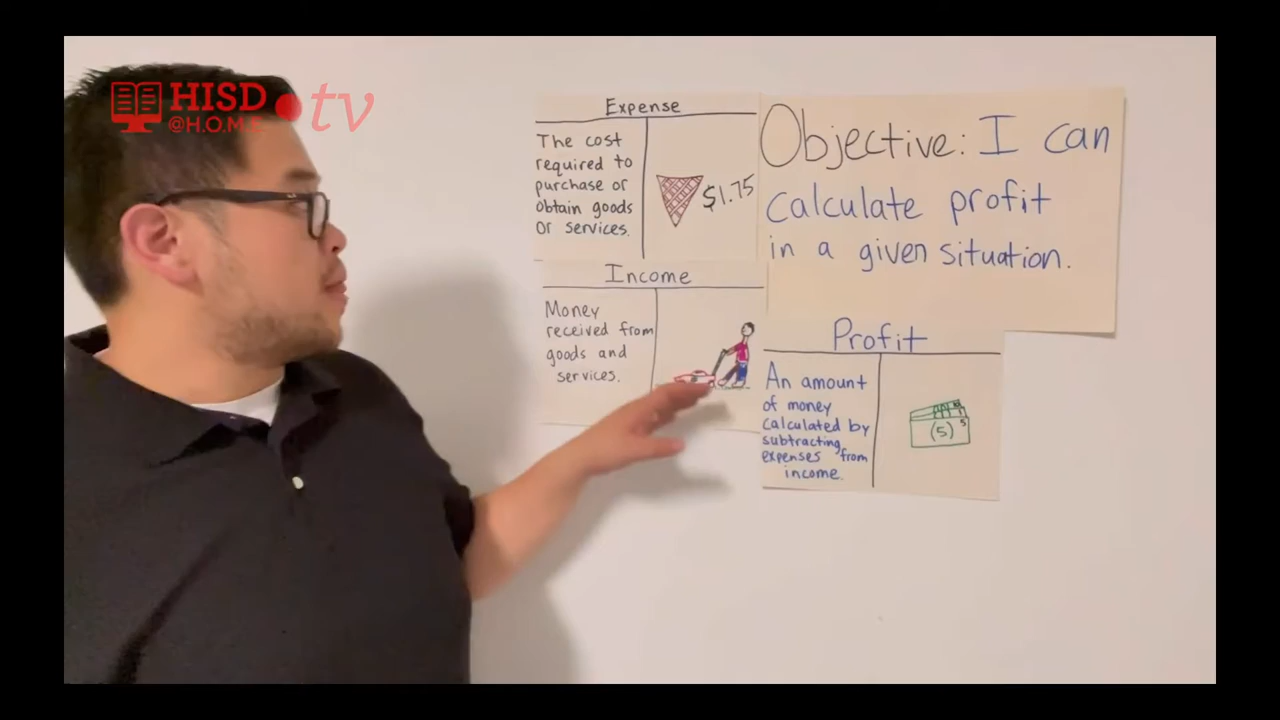 HISD
@H.O.M.E.
tv
Expense
The cost
required to
purchase or
obtain goods
or services.
$1.75
Income
Money
received from
goods and
services.
Objective: I can
calculate profit
in a given situation.
Profit
An amount
of money
calculated by
subtracting
expenses from
income.
(5)
5